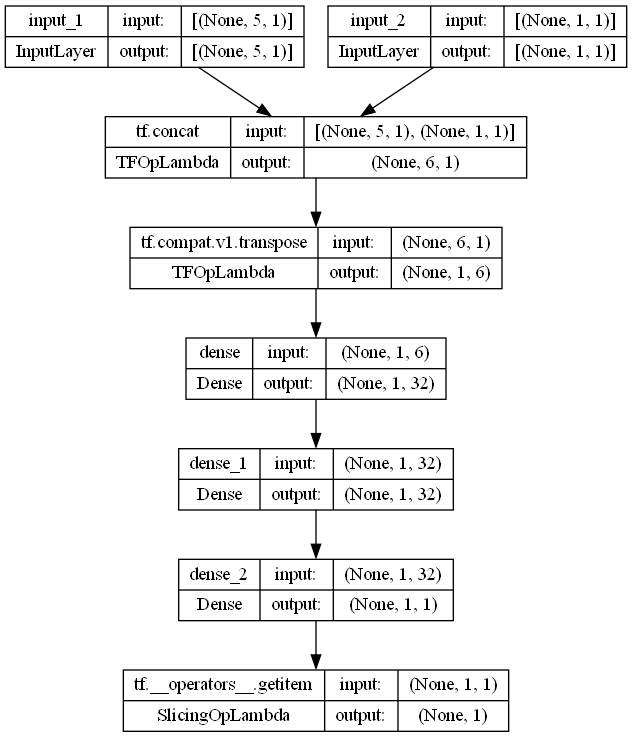 input_1 input: [(None, 5, 1)]
InputLayer output: [(None, 5, 1)]
input_2 input: [(None, 1, 1)]
InputLayer output: [(None, 1, 1)]
tf.concat input: [(None, 5, 1), (None, 1, 1)]
TFOpLambda output: (None, 6, 1)
tf.compat.v1.transpose input: (None, 6, 1)
TFOpLambda output: (None, 1, 6)
dense input: (None, 1, 6)
Dense output: (None, 1, 32)
dense_1 input: (None, 1, 32)
Dense output: (None, 1, 32)
dense_2 input: (None, 1, 32)
Dense output: (None, 1, 1)
tf.__operators__.getitem input: (None, 1, 1)
SlicingOpLambda output: (None, 1)